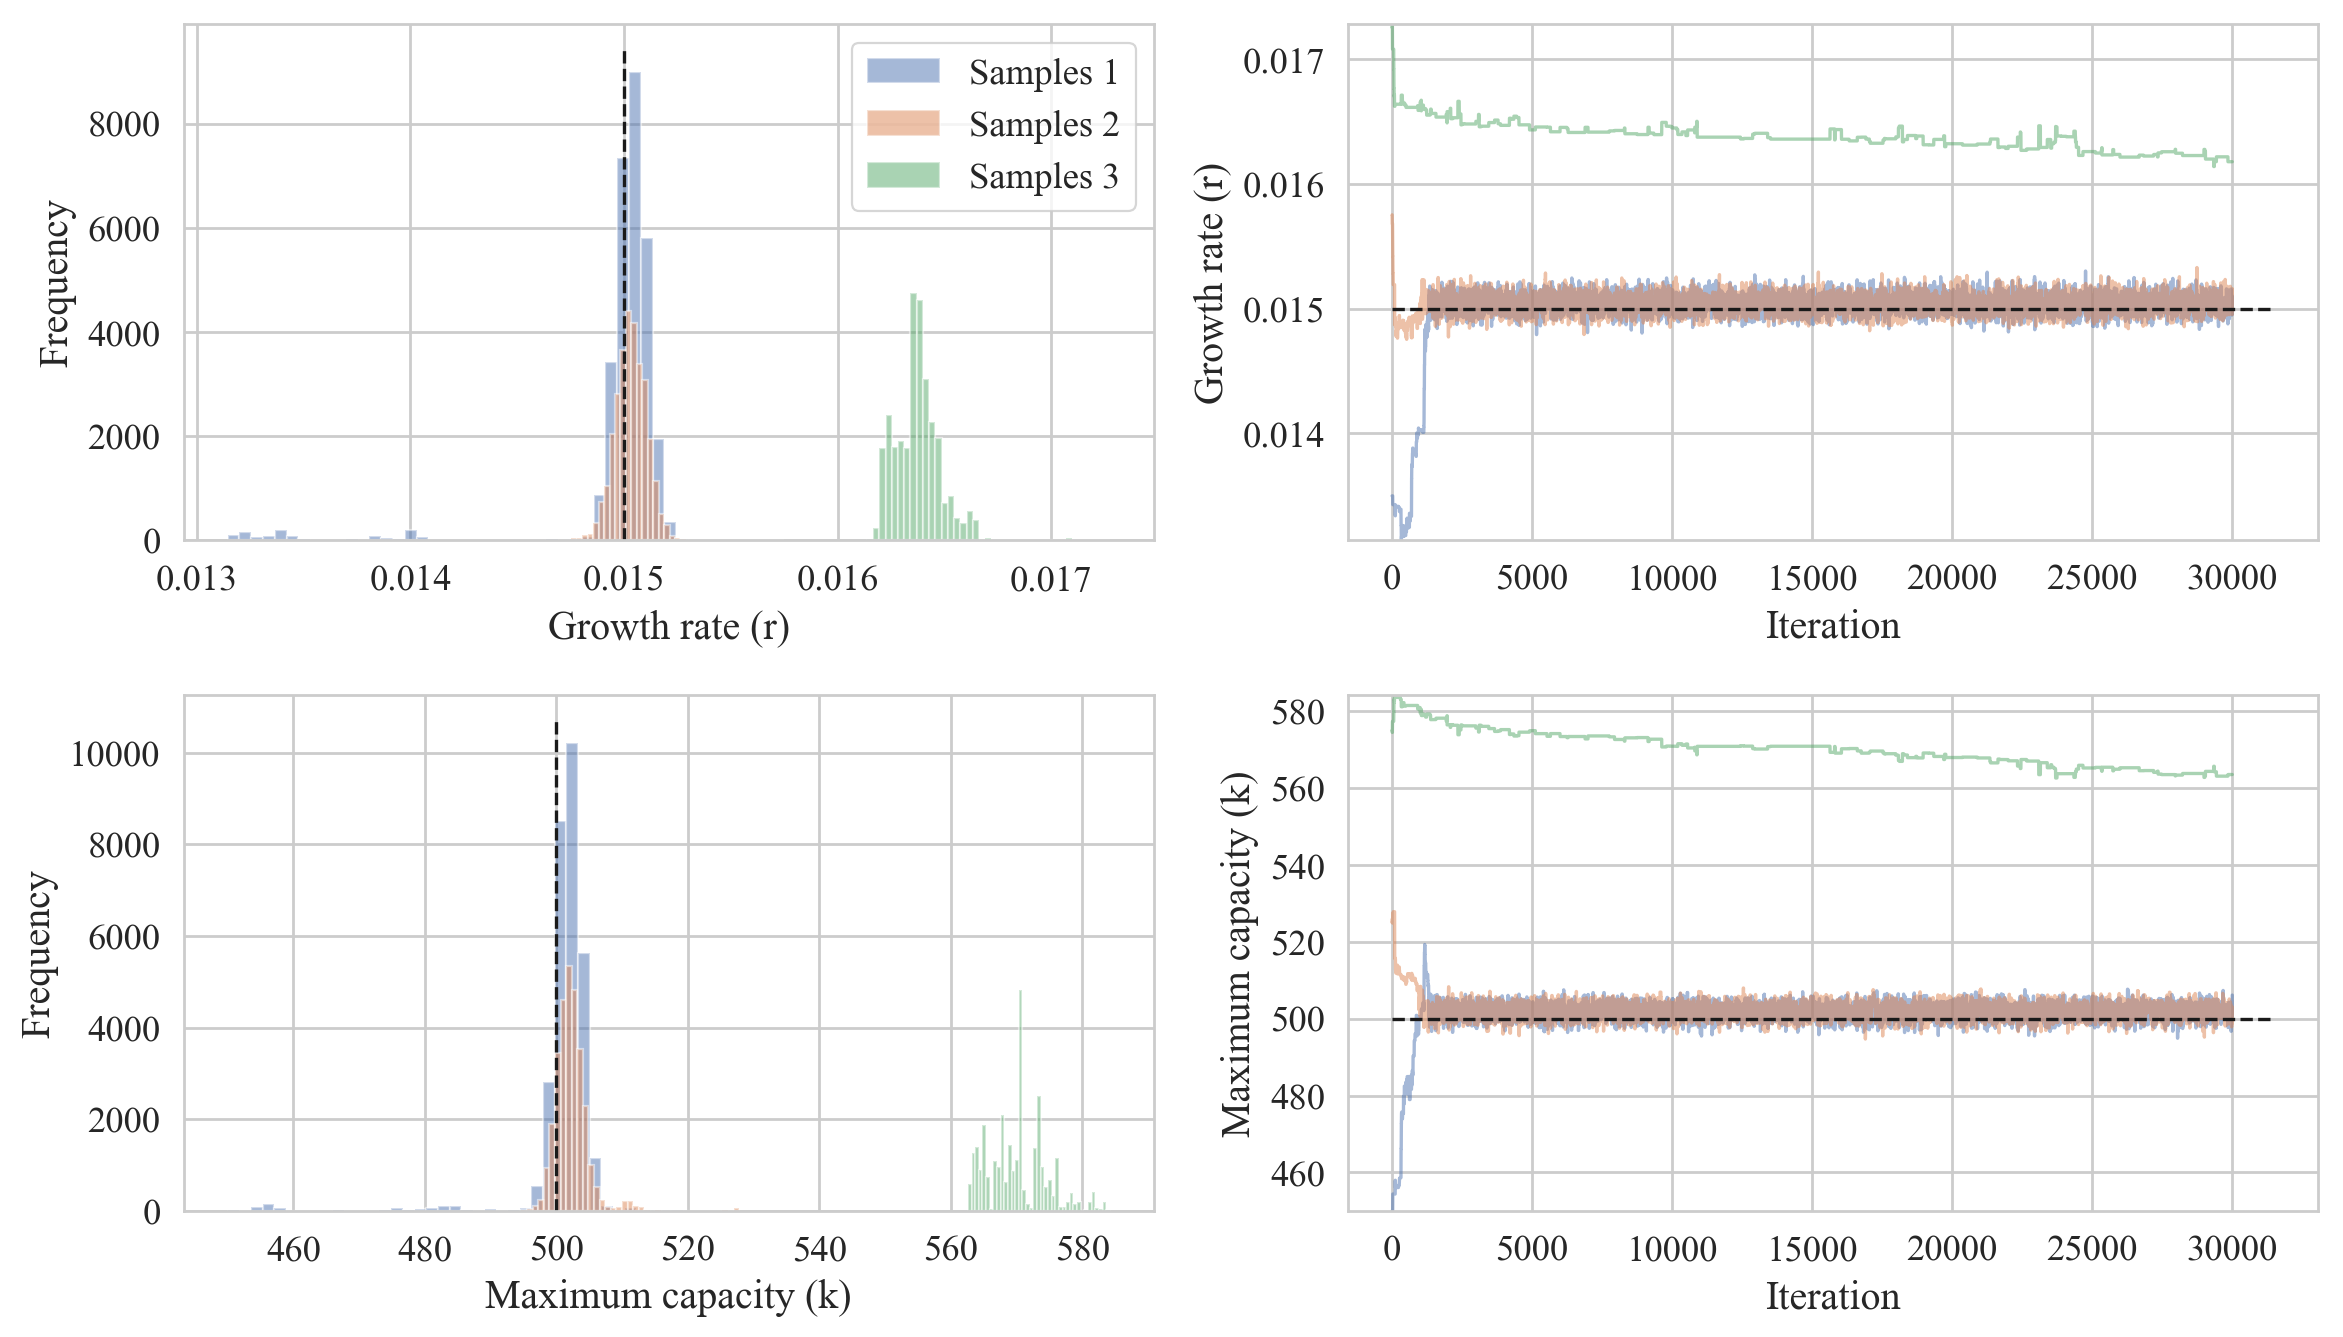 Samples 1
Samples 2
Samples 3
8000
6000
4000
2000
0
Frequency
0.013 0.014 0.015 0.016 0.017
Growth rate (r)
0.017
0.016
0.015
0.014
Growth rate (r)
0 5000 10000 15000 20000 25000 30000
Iteration
10000
8000
6000
4000
2000
0
Frequency
460 480 500 520 540 560 580
Maximum capacity (k)
580
560
540
520
500
480
460
Maximum capacity (k)
0 5000 10000 15000 20000 25000 30000
Iteration